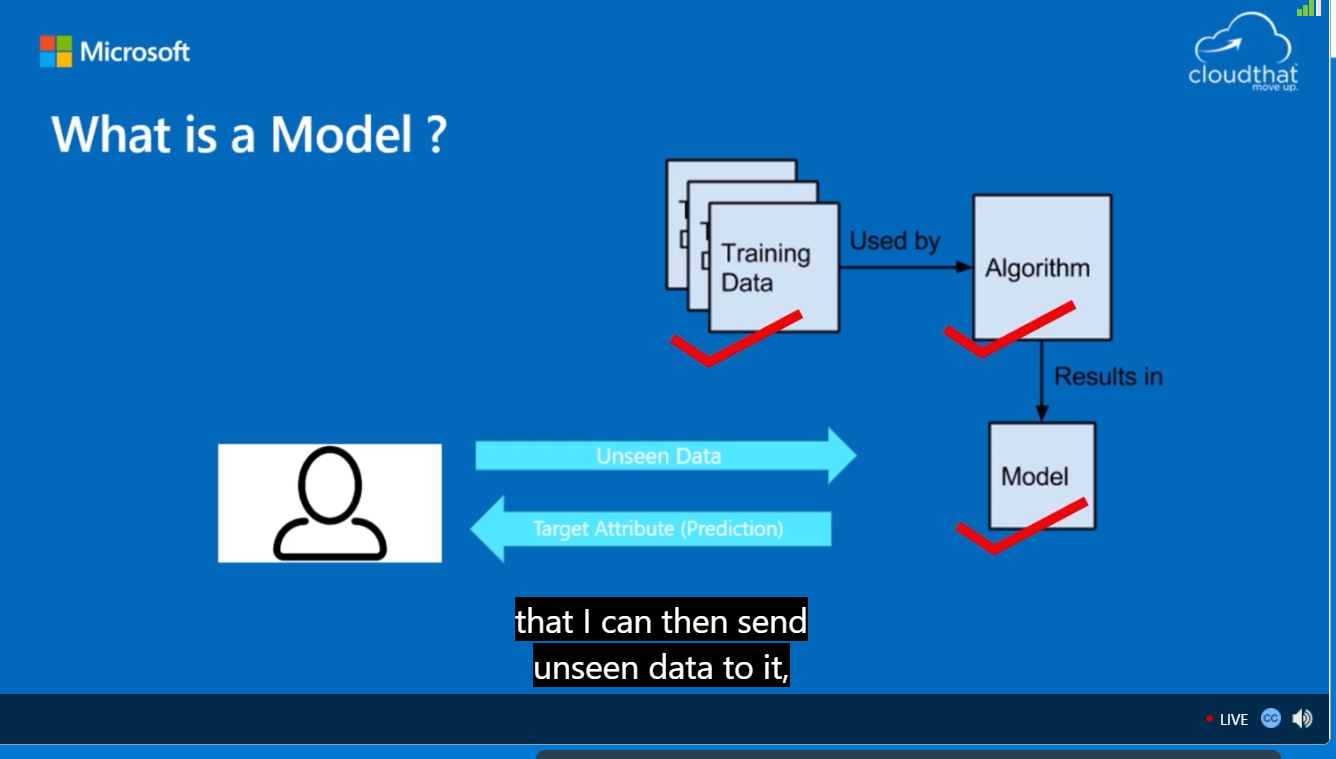 Microsoft
cloudthat
move up.
What is a Model ?
Training
Data
Used by
Algorithm
Results in
Model
Unseen Data
Target Attribute (Prediction)
that I can then send
unseen data to it,
LIVE
CC